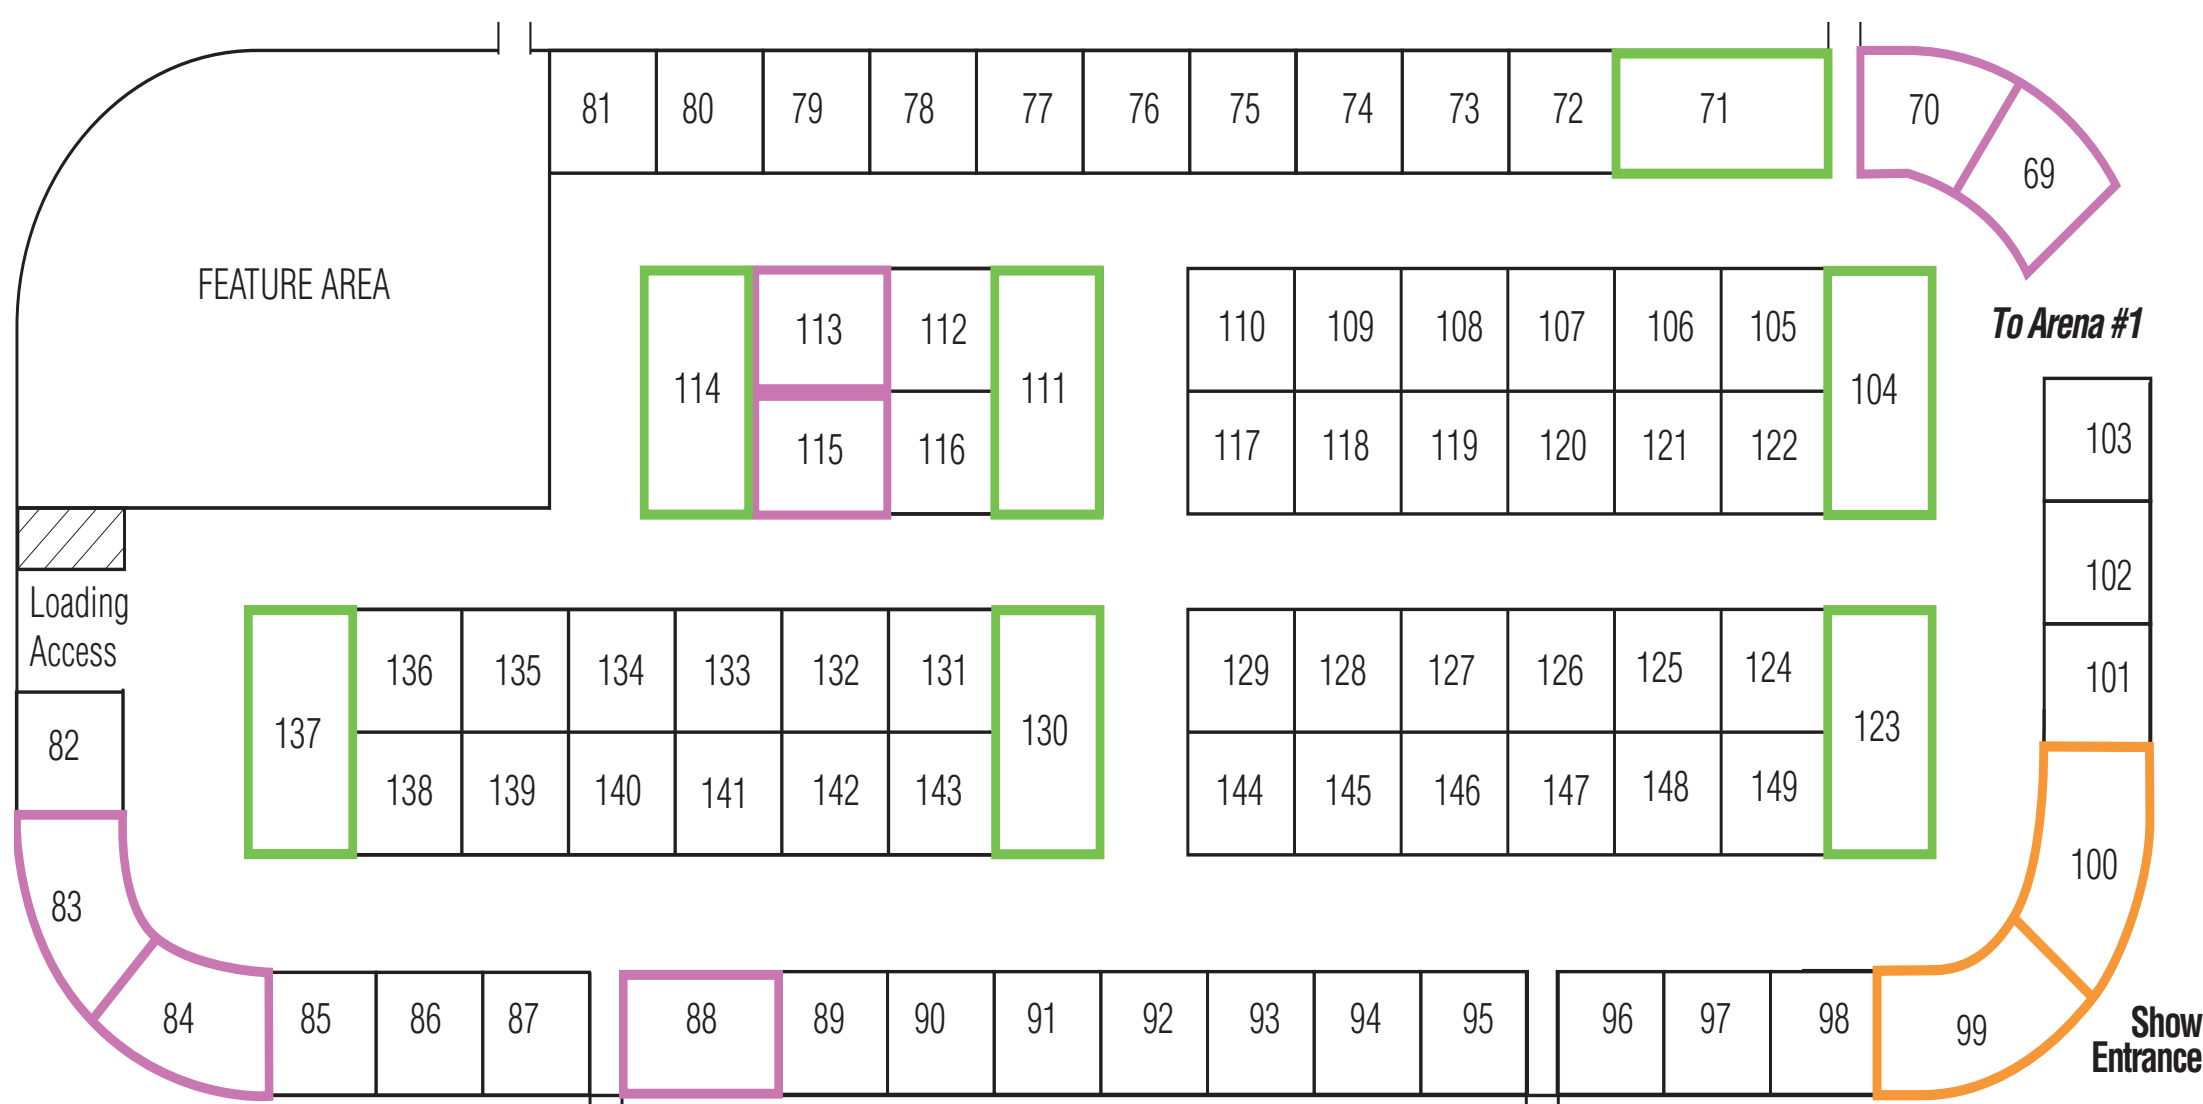 81 80 79 78 77 76 75 74 73 72 71 70
69
FEATURE AREA
To Arena #1
113 112 110 109 108 107 106 105
114 111 104
115 116 117 118 119 120 121 122
103
102
101
Loading
Access
136 135 134 133 132 131 129 128 127 126 125 124
137 130 123
82
138 139 140 141 142 143 144 145 146 147 148 149
83
100
84 85 86 87 88 89 90 91 92 93 94 95 96 97 98 99
Show
Entrance